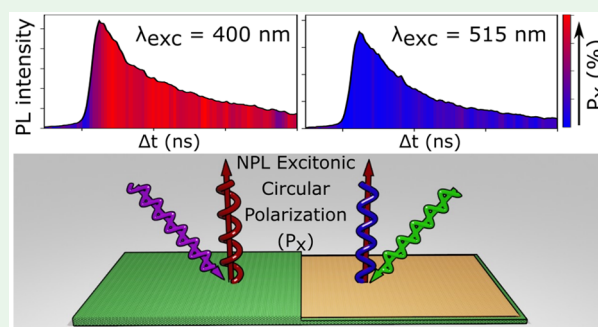 λexc = 400 nm
λexc = 515 nm
PL intensity
Δt (ns)
Δt (ns)
Pₓ (%)
NPL Excitonic
Circular
Polarization
(Pₓ)